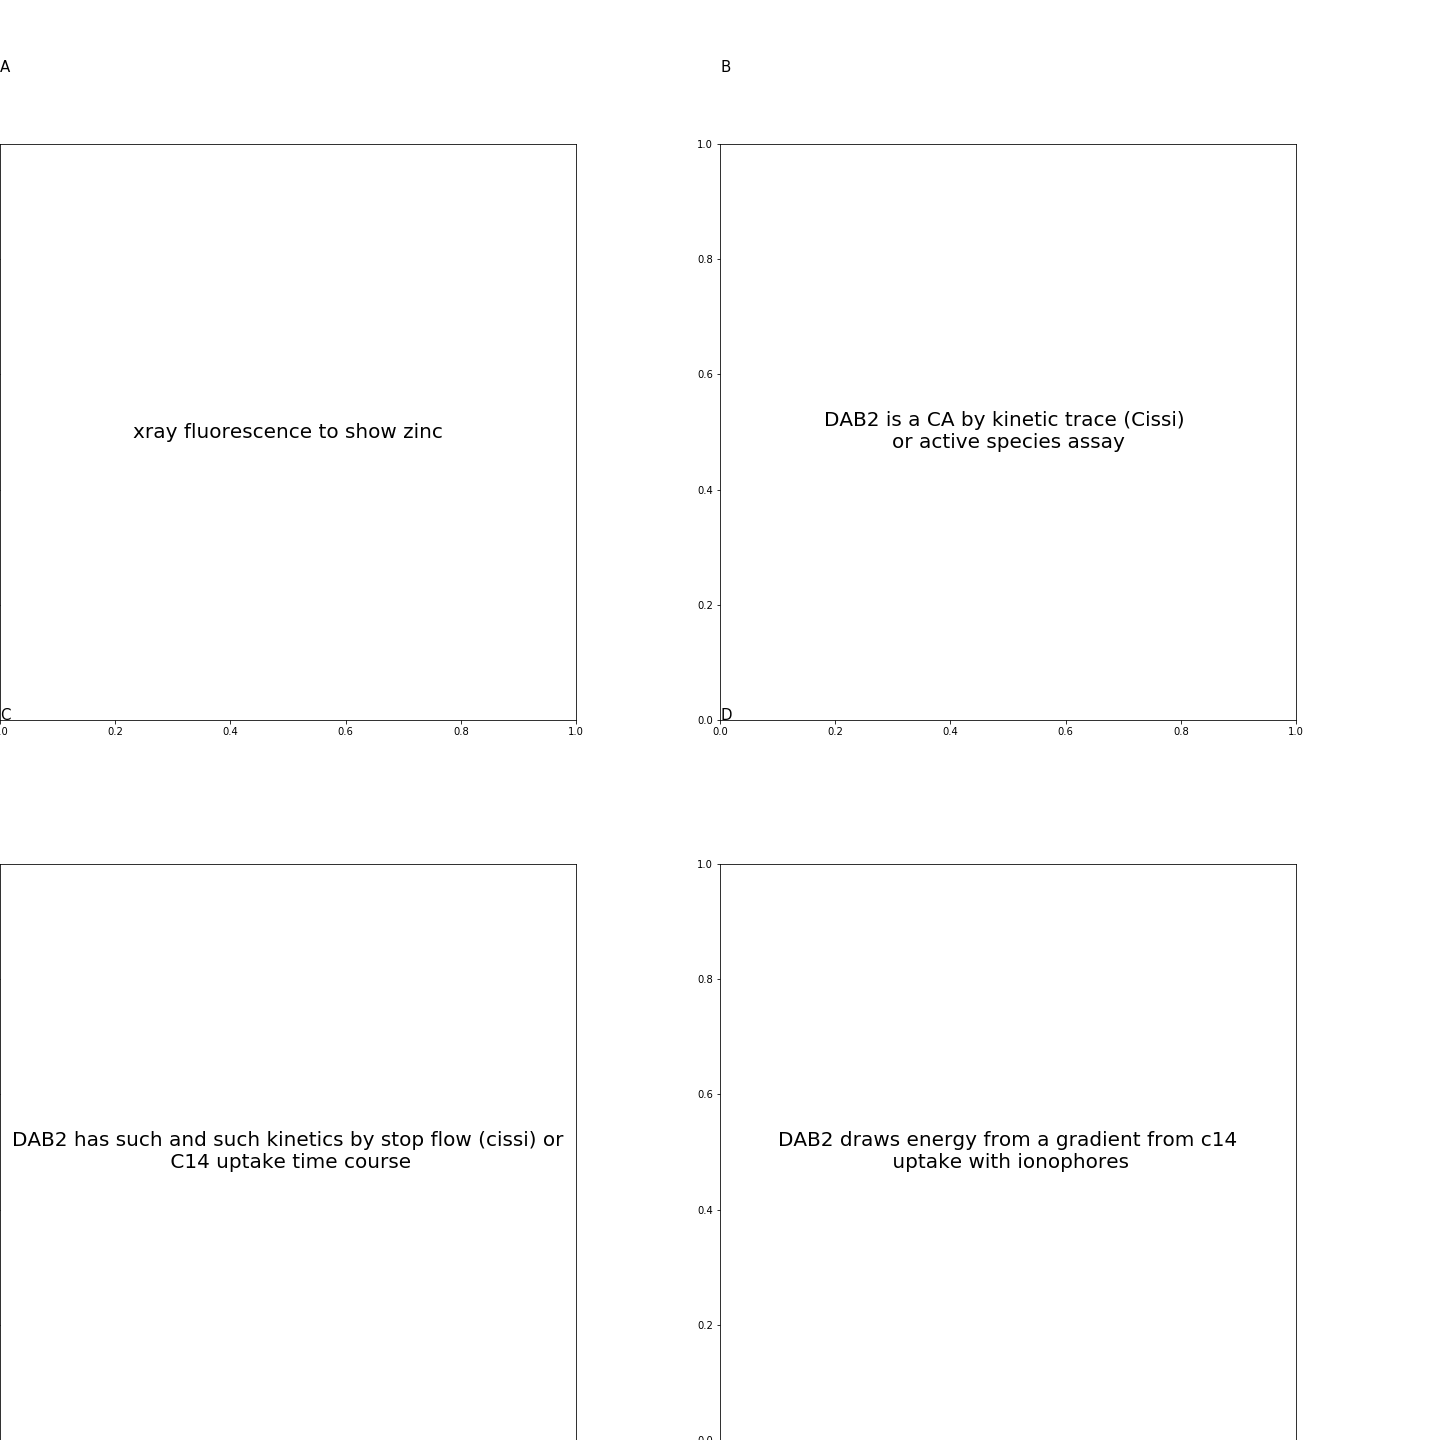 A
B
1.0
0.8
0.6
xray fluorescence to show zinc
DAB2 is a CA by kinetic trace (Cissi)
or active species assay
0.4
0.2
0.0
C
D
.0 0.2 0.4 0.6 0.8 1.0
0.0 0.2 0.4 0.6 0.8 1.0
1.0
0.8
0.6
DAB2 has such and such kinetics by stop flow (cissi) or
C14 uptake time course
DAB2 draws energy from a gradient from c14
uptake with ionophores
0.4
0.2
0.0